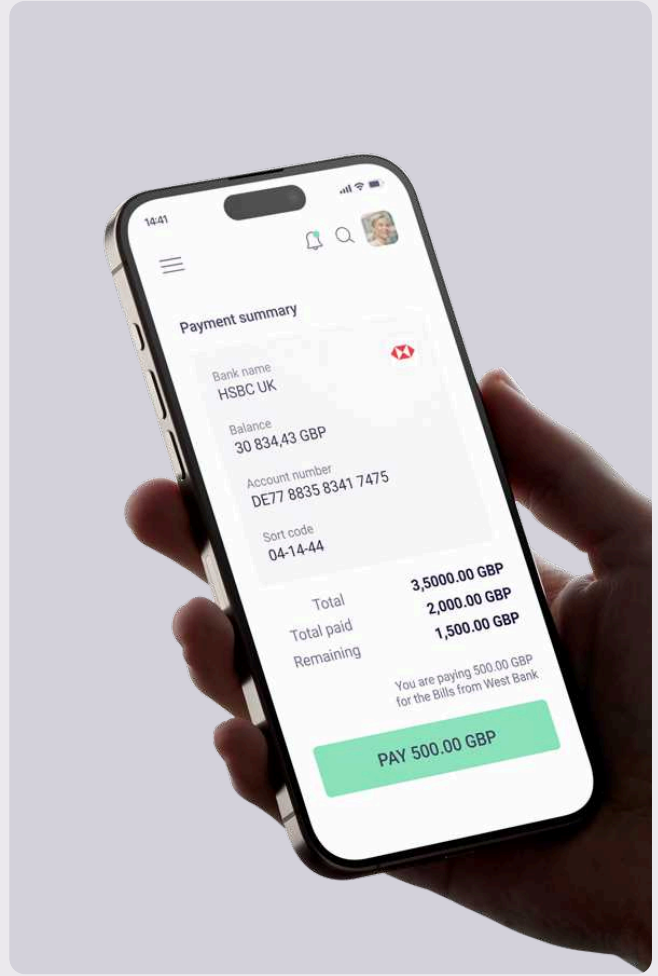 14:41
Payment summary
Bank name
HSBC UK
Balance
30 834,43 GBP
Account number
DE77 8835 8341 7475
Sort code
04-14-44
Total 3,5000.00 GBP
Total paid 2,000.00 GBP
Remaining 1,500.00 GBP
You are paying 500.00 GBP
for the Bills from West Bank
PAY 500.00 GBP